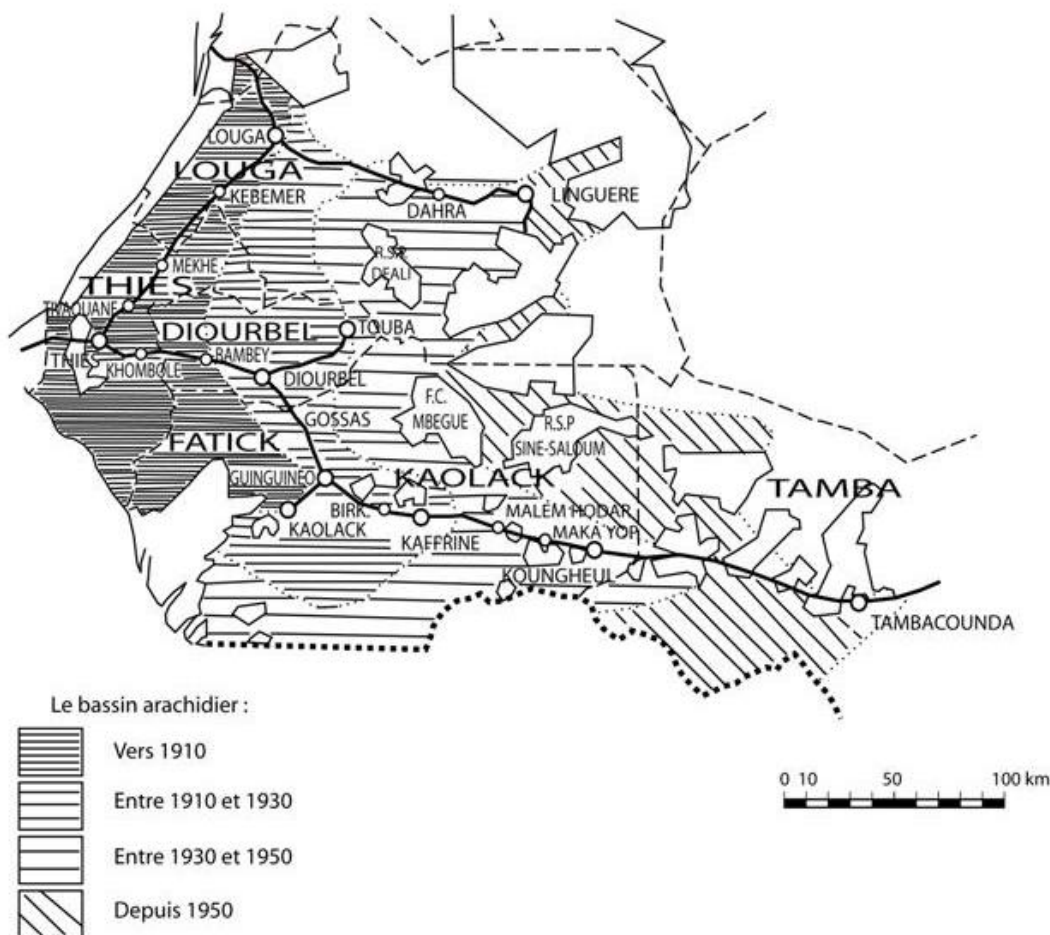 LOUGA
LOUGA
KEBEMER
LINGUERE
DAHRA
MEKHE
R.S.P.
DEALI
THIES
TIVAOUANE
DIOURBEL
TOUBA
THIES
KHOMBOLE
BAMBEY
DIOURBEL
F.C.
MBEGUE
GOSSAS
R.S.P
SINE-SALOUM
FATICK
GUINGUINEO
KAOLACK
TAMBA
BIRK.
MALEM HODAR
KAOLACK
KAFFRINE
MAKA YOP
KOUNGHEUL
TAMBACOUNDA
Le bassin arachidier :
Vers 1910
Entre 1910 et 1930
Entre 1930 et 1950
Depuis 1950
0 10 50 100 km